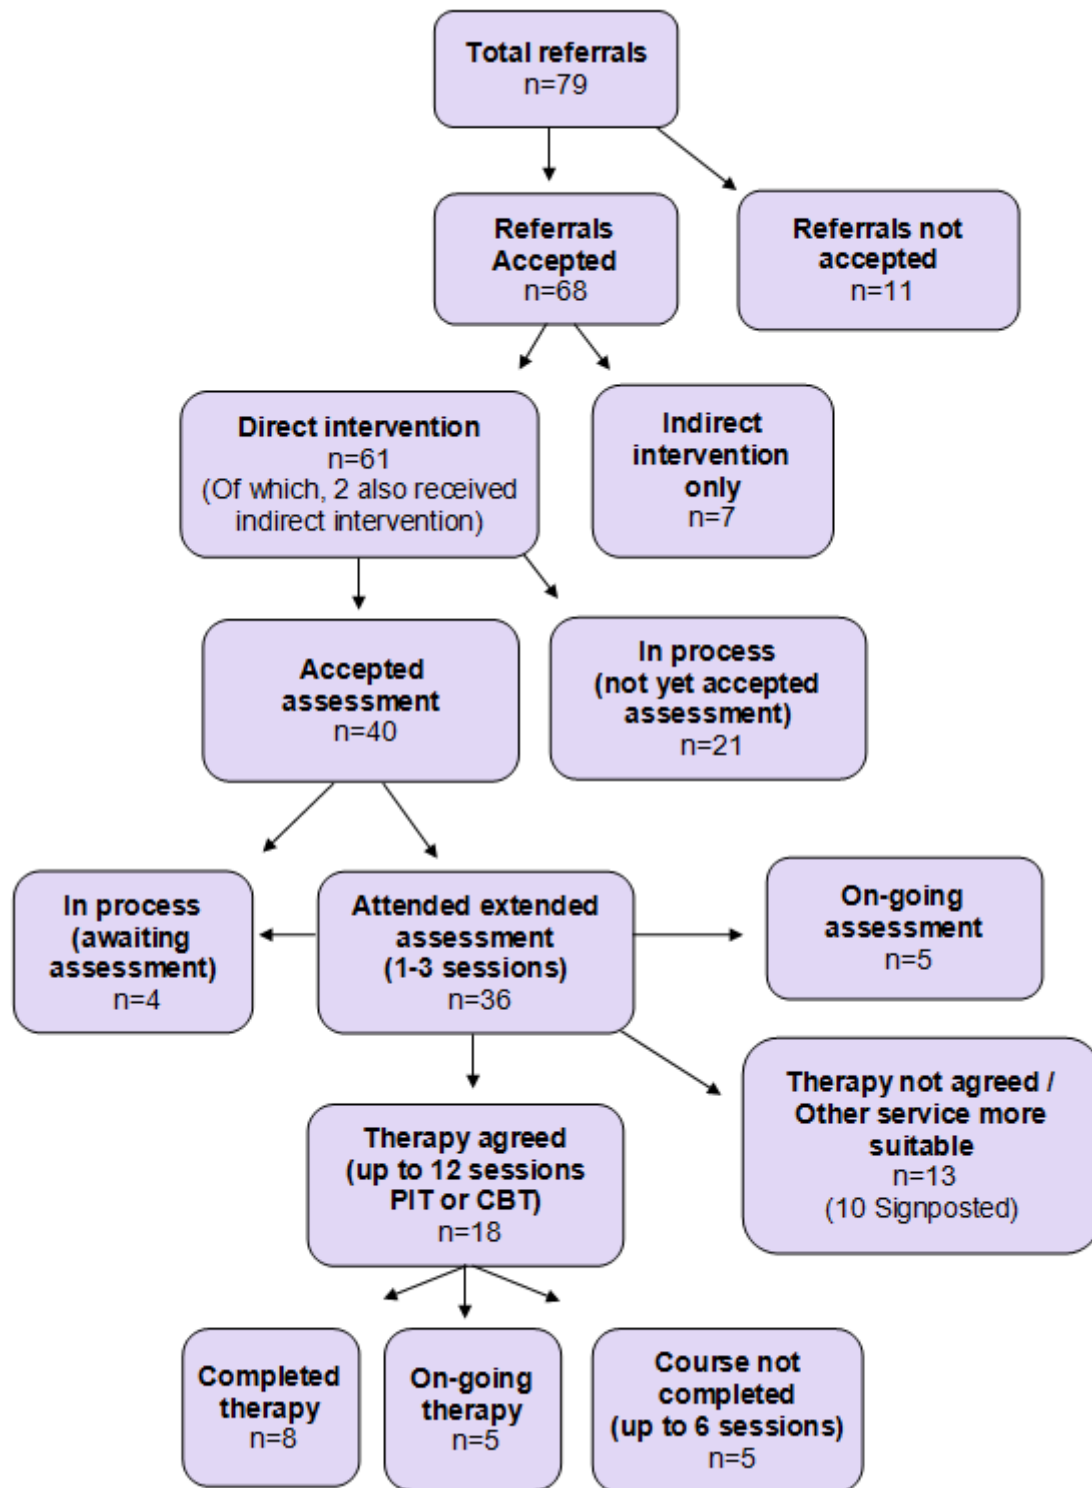 Total referrals
n=79
Referrals
Accepted
n=68
Referrals not
accepted
n=11
Direct intervention
n=61
(Of which, 2 also received
indirect intervention)
Indirect
intervention
only
n=7
Accepted
assessment
n=40
In process
(not yet accepted
assessment)
n=21
In process
(awaiting
assessment)
n=4
Attended extended
assessment
(1-3 sessions)
n=36
On-going
assessment
n=5
Therapy agreed
(up to 12 sessions
PIT or CBT)
n=18
Therapy not agreed /
Other service more
suitable
n=13
(10 Signposted)
Completed
therapy
n=8
On-going
therapy
n=5
Course not
completed
(up to 6 sessions)
n=5